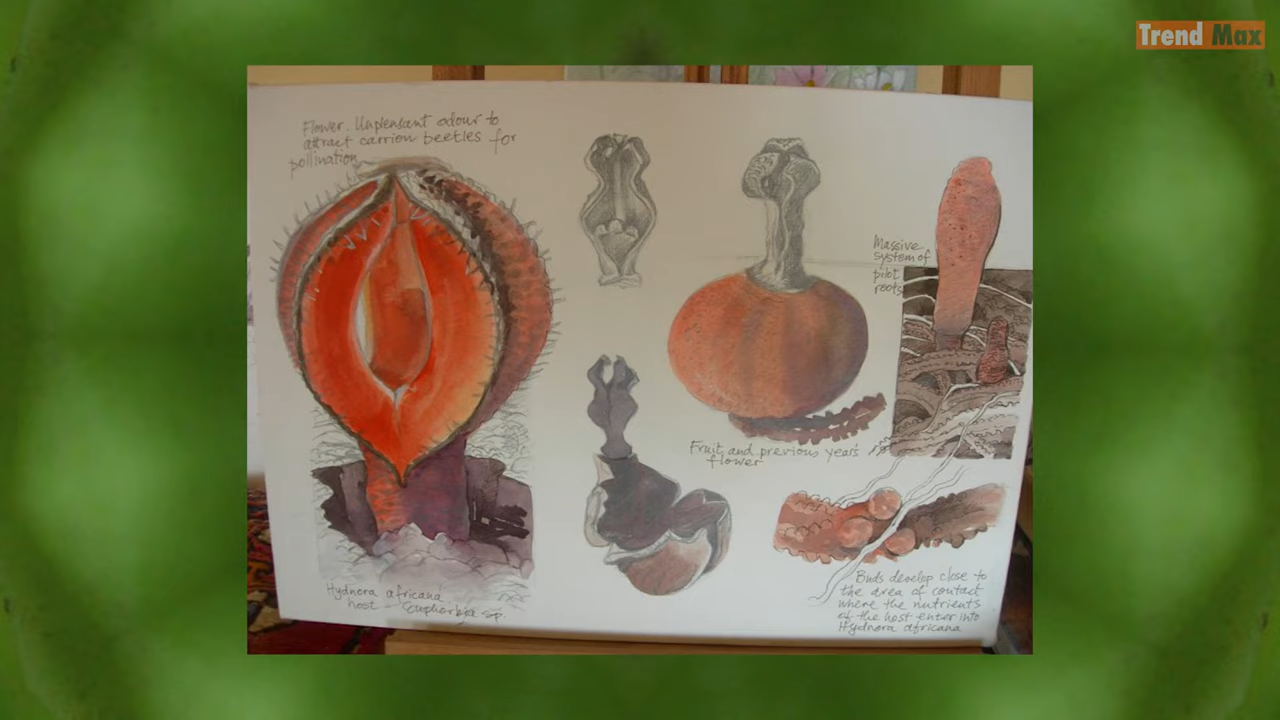 Trend Max
Flower. Unpleasant odour to
attract carrion beetles for
pollination
Massive
system of
pilot
roots
Fruit and previous year's
flower
Hydnora africana
host Euphorbia sp.
Buds develop close to
the area of contact
where the nutrients
of the host enter into
Hydnora africana